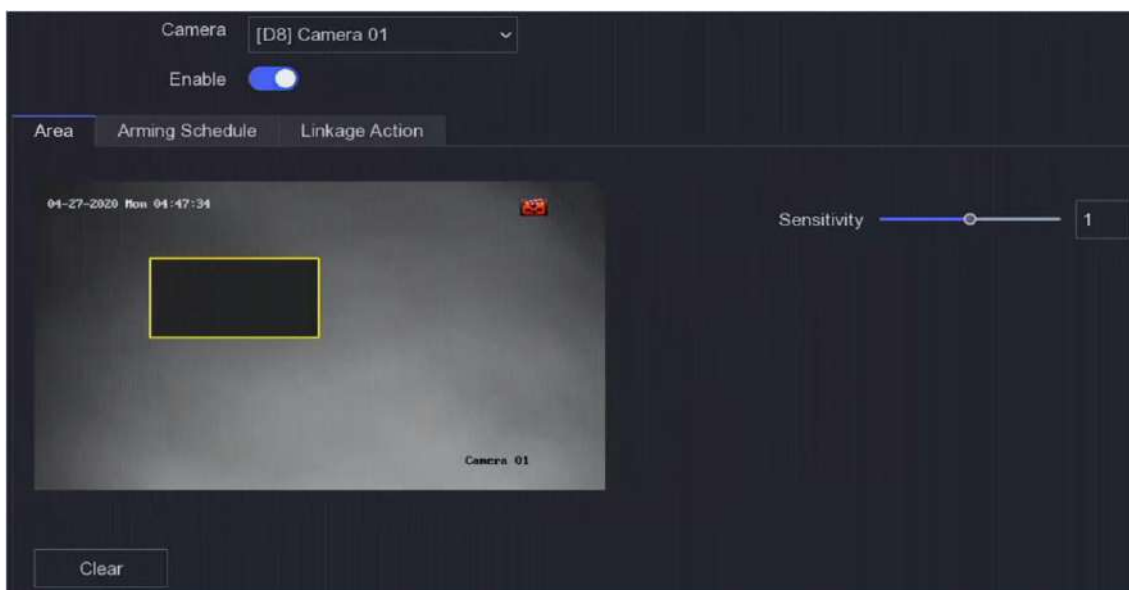 Camera [D8] Camera 01
Enable
Area Arming Schedule Linkage Action
04-27-2020 Mon 04:47:34
Sensitivity 1
Camera 01
Clear